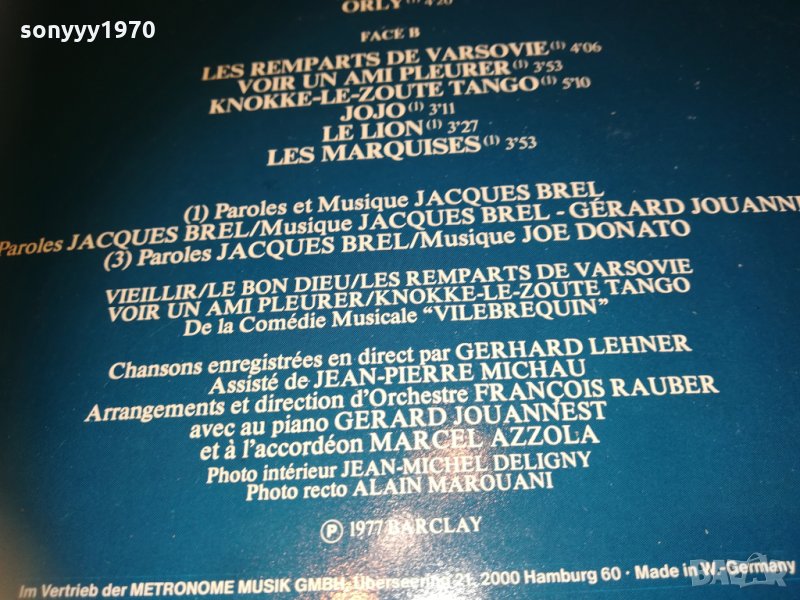 sonyyy1970
ORLY (1) 4'20
FACE B
LES REMPARTS DE VARSOVIE (1) 4'06
VOIR UN AMI PLEURER (1) 3'53
KNOKKE-LE-ZOUTE TANGO (1) 5'10
JOJO (1) 3'11
LE LION (1) 3'27
LES MARQUISES (1) 3'53
(1) Paroles et Musique JACQUES BREL
Paroles JACQUES BREL/Musique JACQUES BREL - GÉRARD JOUANNE
(3) Paroles JACQUES BREL/Musique JOE DONATO
VIEILLIR/LE BON DIEU/LES REMPARTS DE VARSOVIE
VOIR UN AMI PLEURER/KNOKKE-LE-ZOUTE TANGO
De la Comédie Musicale "VILEBREQUIN"
Chansons enregistrées en direct par GERHARD LEHNER
Assisté de JEAN-PIERRE MICHAU
Arrangements et direction d'Orchestre FRANÇOIS RAUBER
avec au piano GÉRARD JOUANNEST
et à l'accordéon MARCEL AZZOLA
Photo intérieur JEAN-MICHEL DELIGNY
Photo recto ALAIN MAROUANI
℗ 1977 BARCLAY
Im Vertrieb der METRONOME MUSIK GMBH, Überseering 21, 2000 Hamburg 60 · Made in W.-Germany
BAZAR